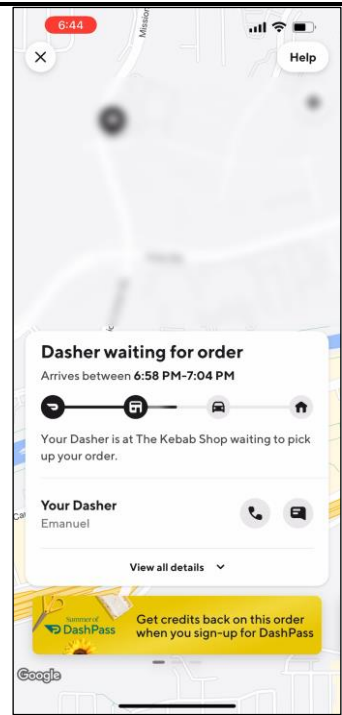 6:44
Mission
Help
Dasher waiting for order
Arrives between 6:58 PM-7:04 PM
Your Dasher is at The Kebab Shop waiting to pick
up your order.
Your Dasher
Emanuel
View all details
Summer of
DashPass
Get credits back on this order
when you sign-up for DashPass
Google